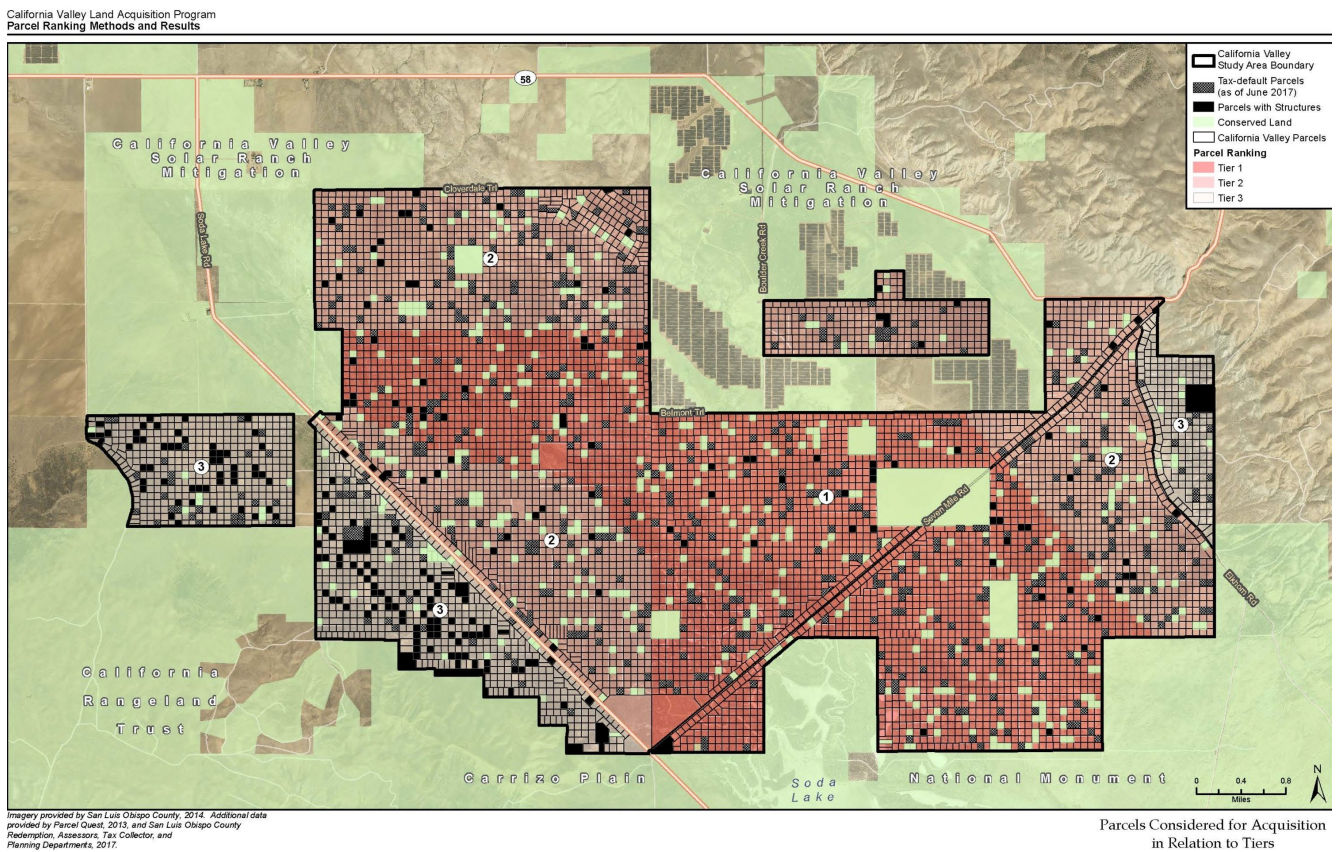 California Valley Land Acquisition Program
Parcel Ranking Methods and Results
California Valley
Study Area Boundary
Tax-default Parcels
(as of June 2017)
Parcels with Structures
Conserved Land
California Valley Parcels
Parcel Ranking
Tier 1
Tier 2
Tier 3
58
California Valley
Solar Ranch
Mitigation
California Valley
Solar Ranch
Mitigation
Cloverdale Trl
Soda Lake Rd
Boulder Creek Rd
2
Belmont Trl
3
3
2
1
2
Seven Mile Rd
3
Elkhorn Rd
California
Rangeland
Trust
Carrizo Plain
National Monument
Soda
Lake
N
0 0.4 0.8
Miles
Imagery provided by San Luis Obispo County, 2014. Additional data
provided by Parcel Quest, 2013, and San Luis Obispo County
Redemption, Assessors, Tax Collector, and
Planning Departments, 2017.
Parcels Considered for Acquisition
in Relation to Tiers